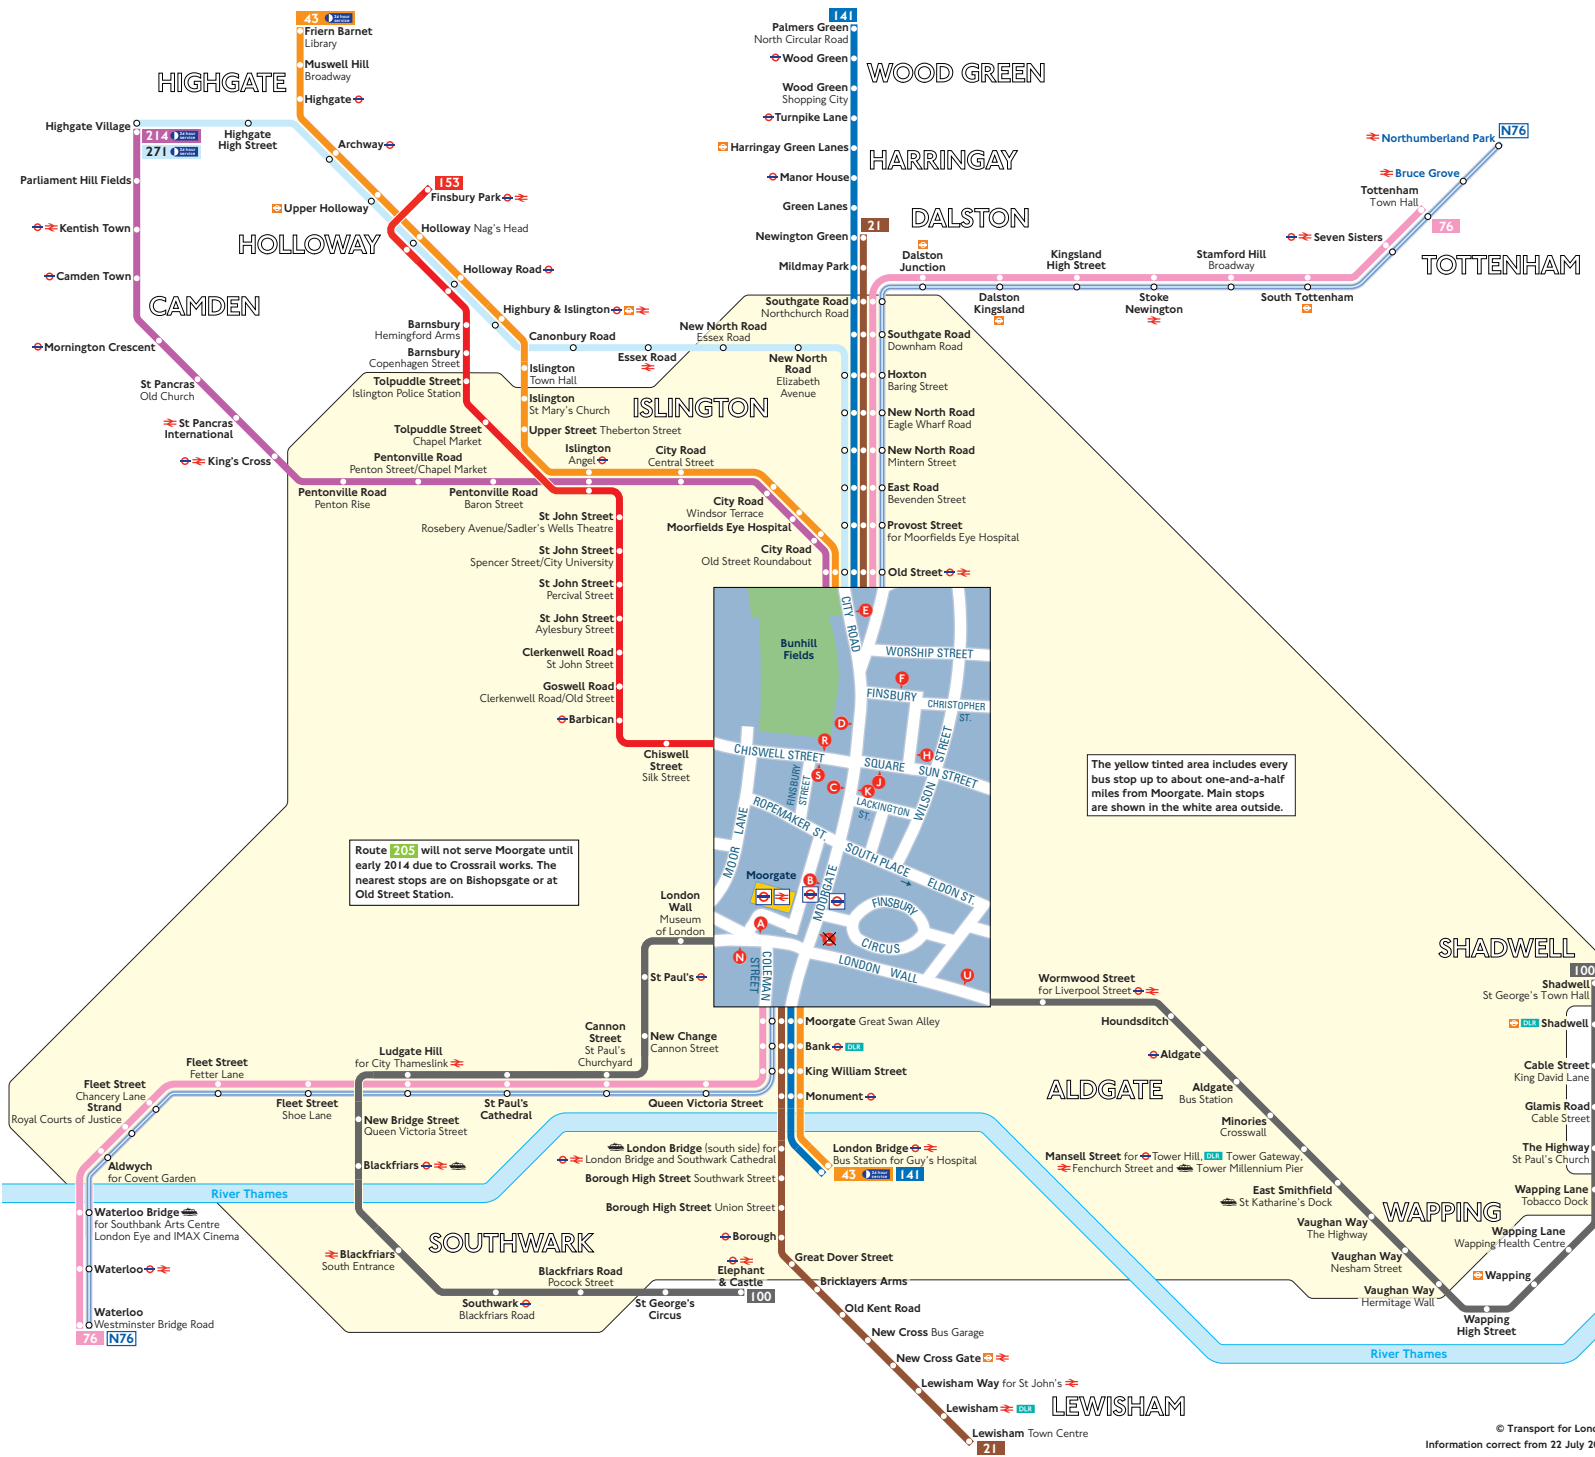 43 24 hour service
Friern Barnet
Library
Muswell Hill
Broadway
Highgate
HIGHGATE
Highgate Village
214 24 hour service
271 24 hour service
Highgate
High Street
Archway
Parliament Hill Fields
153
Finsbury Park
Upper Holloway
Kentish Town
HOLLOWAY
Holloway Nag's Head
Camden Town
Holloway Road
CAMDEN
Highbury & Islington
Mornington Crescent
Barnsbury
Hemingford Arms
Barnsbury
Copenhagen Street
Canonbury Road
Essex Road
New North Road
Essex Road
New North
Road
Elizabeth
Avenue
St Pancras
Old Church
Tolpuddle Street
Islington Police Station
Islington
Town Hall
Islington
St Mary's Church
ISLINGTON
St Pancras
International
Tolpuddle Street
Chapel Market
Upper Street Theberton Street
King's Cross
Pentonville Road
Penton Street/Chapel Market
Islington
Angel
City Road
Central Street
Pentonville Road
Penton Rise
Pentonville Road
Baron Street
City Road
Windsor Terrace
Moorfields Eye Hospital
City Road
Old Street Roundabout
St John Street
Rosebery Avenue/Sadler's Wells Theatre
St John Street
Spencer Street/City University
St John Street
Percival Street
St John Street
Aylesbury Street
Clerkenwell Road
St John Street
Goswell Road
Clerkenwell Road/Old Street
Barbican
Chiswell
Street
Silk Street
141
Palmers Green
North Circular Road
Wood Green
WOOD GREEN
Wood Green
Shopping City
Turnpike Lane
Harringay Green Lanes
HARRINGAY
Manor House
Green Lanes
21
DALSTON
Newington Green
Mildmay Park
Dalston
Junction
Kingsland
High Street
Stamford Hill
Broadway
Seven Sisters
Tottenham
Town Hall
76
Bruce Grove
Northumberland Park
N76
TOTTENHAM
Dalston
Kingsland
Stoke
Newington
South Tottenham
Southgate Road
Northchurch Road
Southgate Road
Downham Road
Hoxton
Baring Street
New North Road
Eagle Wharf Road
New North Road
Mintern Street
East Road
Bevenden Street
Provost Street
for Moorfields Eye Hospital
Old Street
Bunhill
Fields
CITY ROAD
E
WORSHIP STREET
F
FINSBURY
CHRISTOPHER
ST.
D
R
H
CHISWELL STREET
SQUARE
SUN STREET
S
FINSBURY
STREET
C
J
K
LACKINGTON
ST.
WILSON STREET
ROPEMAKER ST.
MOOR LANE
SOUTH PLACE
ELDON ST.
Moorgate
B
MOORGATE
FINSBURY
CIRCUS
A
N
COLEMAN
STREET
LONDON WALL
U
The yellow tinted area includes every
bus stop up to about one-and-a-half
miles from Moorgate. Main stops
are shown in the white area outside.
Route 205 will not serve Moorgate until
early 2014 due to Crossrail works. The
nearest stops are on Bishopsgate or at
Old Street Station.
London
Wall
Museum
of London
St Paul's
New Change
Cannon Street
Cannon
Street
St Paul's
Churchyard
Ludgate Hill
for City Thameslink
Fleet Street
Fetter Lane
Fleet Street
Chancery Lane
Strand
Royal Courts of Justice
Fleet Street
Shoe Lane
St Paul's
Cathedral
Queen Victoria Street
New Bridge Street
Queen Victoria Street
Blackfriars
Aldwych
for Covent Garden
River Thames
Waterloo Bridge
for Southbank Arts Centre
London Eye and IMAX Cinema
Waterloo
Waterloo
Westminster Bridge Road
76 N76
Blackfriars
South Entrance
SOUTHWARK
Southwark
Blackfriars Road
Blackfriars Road
Pocock Street
St George's
Circus
Elephant
& Castle
100
Moorgate Great Swan Alley
Bank DLR
King William Street
Monument
London Bridge (south side) for
London Bridge and Southwark Cathedral
London Bridge
Bus Station for Guy's Hospital
43 24 hour service 141
Borough High Street Southwark Street
Borough High Street Union Street
Borough
Great Dover Street
Bricklayers Arms
Old Kent Road
New Cross Bus Garage
New Cross Gate
Lewisham Way for St John's
Lewisham DLR
LEWISHAM
Lewisham Town Centre
21
Wormwood Street
for Liverpool Street
Houndsditch
Aldgate
ALDGATE
Aldgate
Bus Station
Minories
Crosswall
Mansell Street for Tower Hill, DLR Tower Gateway,
Fenchurch Street and Tower Millennium Pier
East Smithfield
St Katharine's Dock
Vaughan Way
The Highway
Vaughan Way
Nesham Street
Vaughan Way
Hermitage Wall
WAPPING
Wapping
High Street
Wapping
Wapping Lane
Wapping Health Centre
Wapping Lane
Tobacco Dock
The Highway
St Paul's Church
Glamis Road
Cable Street
Cable Street
King David Lane
DLR Shadwell
Shadwell
St George's Town Hall
100
SHADWELL
River Thames
© Transport for Lond
Information correct from 22 July 20